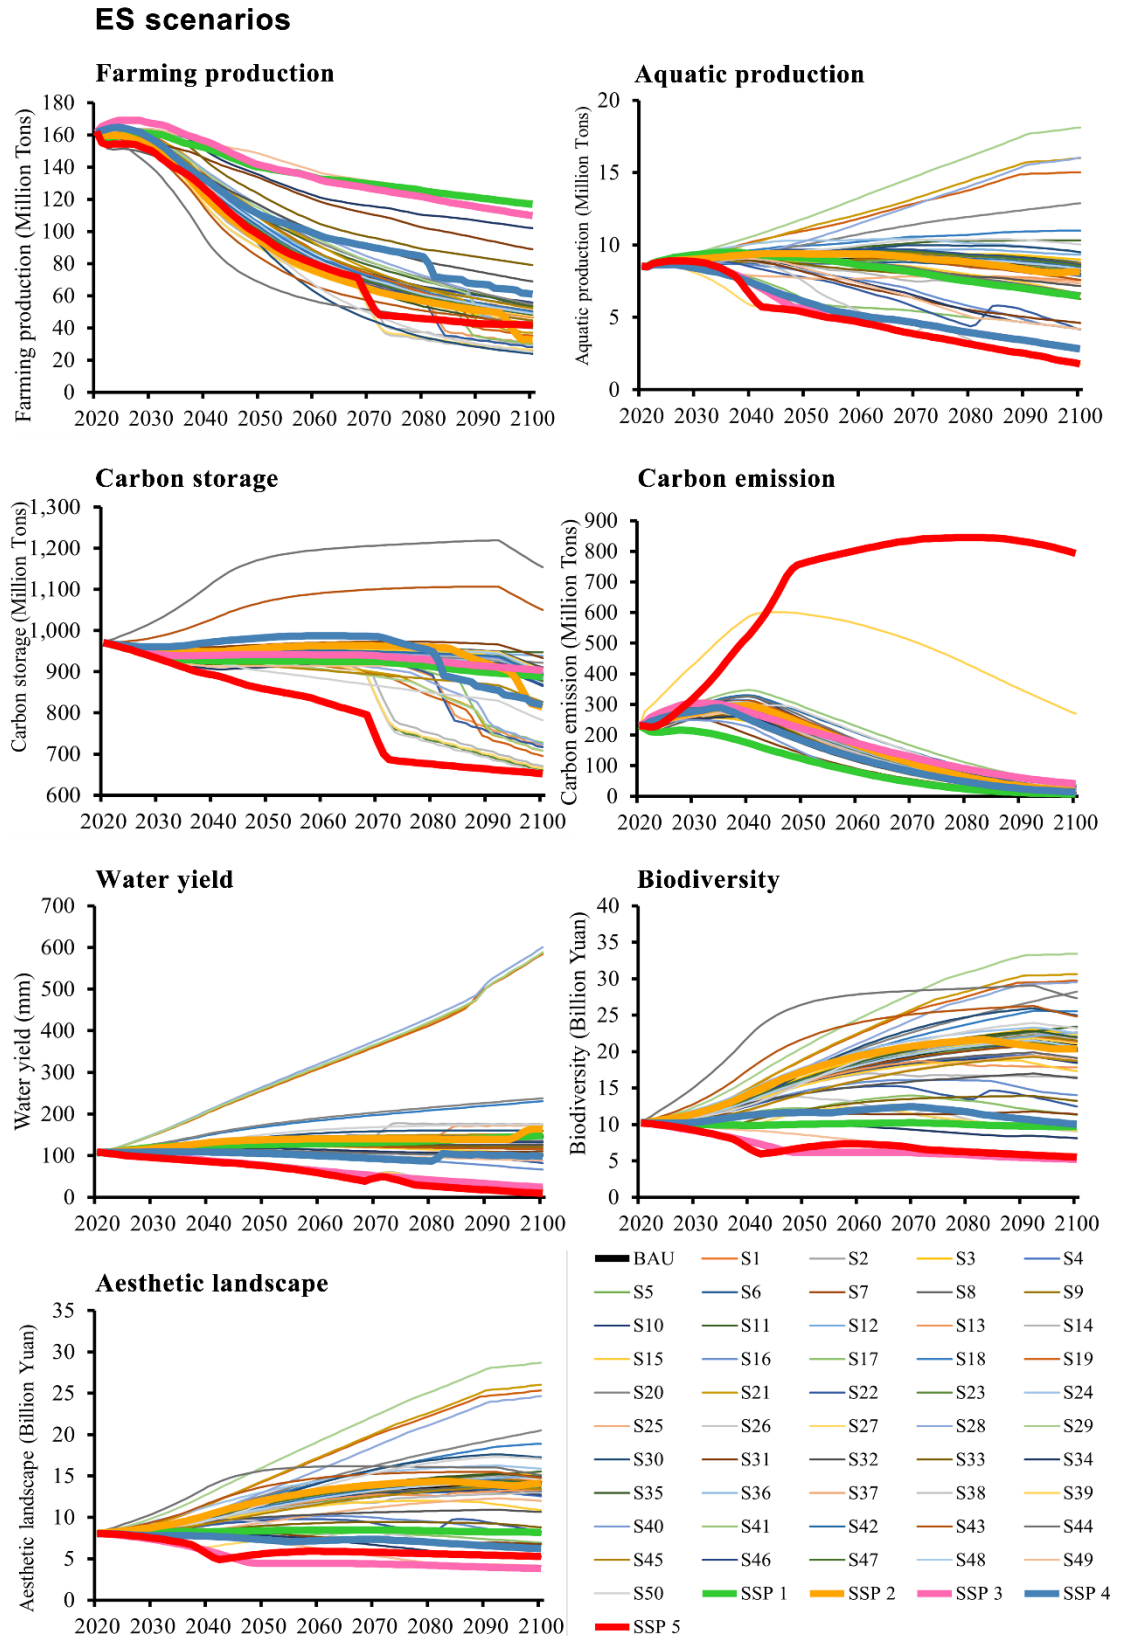 ES scenarios
Farming production
Farming production (Million Tons)
180
160
140
120
100
80
60
40
20
0
2020 2030 2040 2050 2060 2070 2080 2090 2100
Aquatic production
Aquatic production (Million Tons)
20
15
10
5
0
2020 2030 2040 2050 2060 2070 2080 2090 2100
Carbon storage
Carbon storage (Million Tons)
1,300
1,200
1,100
1,000
900
800
700
600
2020 2030 2040 2050 2060 2070 2080 2090 2100
Carbon emission
Carbon emission (Million Tons)
900
800
700
600
500
400
300
200
100
0
2020 2030 2040 2050 2060 2070 2080 2090 2100
Water yield
Water yield (mm)
700
600
500
400
300
200
100
0
2020 2030 2040 2050 2060 2070 2080 2090 2100
Biodiversity
Biodiversity (Billion Yuan)
40
35
30
25
20
15
10
5
0
2020 2030 2040 2050 2060 2070 2080 2090 2100
Aesthetic landscape
Aesthetic landscape (Billion Yuan)
35
30
25
20
15
10
5
0
2020 2030 2040 2050 2060 2070 2080 2090 2100
BAU S1 S2 S3 S4
S5 S6 S7 S8 S9
S10 S11 S12 S13 S14
S15 S16 S17 S18 S19
S20 S21 S22 S23 S24
S25 S26 S27 S28 S29
S30 S31 S32 S33 S34
S35 S36 S37 S38 S39
S40 S41 S42 S43 S44
S45 S46 S47 S48 S49
S50 SSP 1 SSP 2 SSP 3 SSP 4
SSP 5